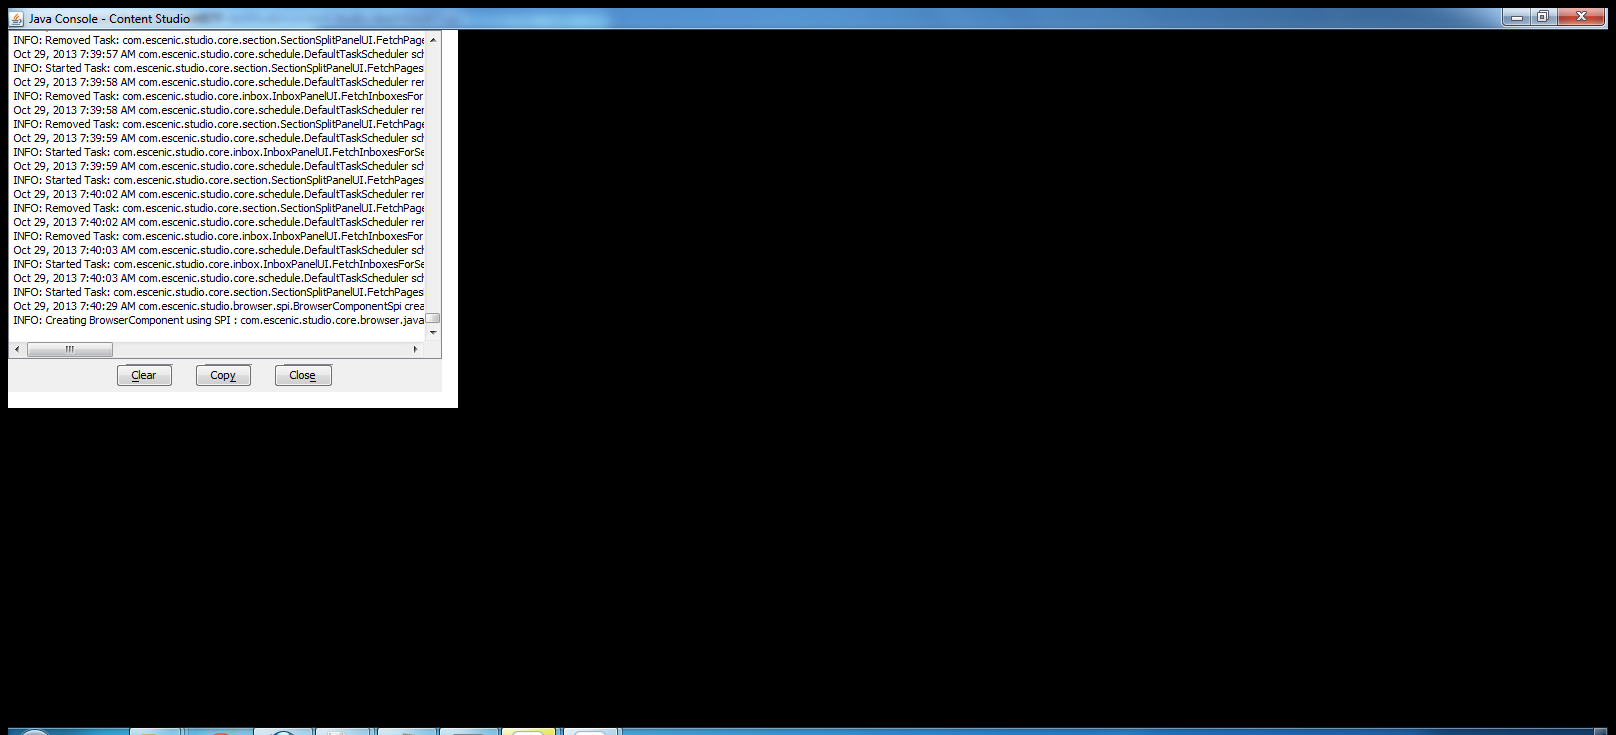 Java Console - Content Studio
INFO: Removed Task: com.escenic.studio.core.section.SectionSplitPanelUI.FetchPage
Oct 29, 2013 7:39:57 AM com.escenic.studio.core.schedule.DefaultTaskScheduler sch
INFO: Started Task: com.escenic.studio.core.section.SectionSplitPanelUI.FetchPages
Oct 29, 2013 7:39:58 AM com.escenic.studio.core.schedule.DefaultTaskScheduler rem
INFO: Removed Task: com.escenic.studio.core.inbox.InboxPanelUI.FetchInboxesFor
Oct 29, 2013 7:39:58 AM com.escenic.studio.core.schedule.DefaultTaskScheduler rem
INFO: Removed Task: com.escenic.studio.core.section.SectionSplitPanelUI.FetchPage
Oct 29, 2013 7:39:59 AM com.escenic.studio.core.schedule.DefaultTaskScheduler sch
INFO: Started Task: com.escenic.studio.core.inbox.InboxPanelUI.FetchInboxesForSe
Oct 29, 2013 7:39:59 AM com.escenic.studio.core.schedule.DefaultTaskScheduler sch
INFO: Started Task: com.escenic.studio.core.section.SectionSplitPanelUI.FetchPages
Oct 29, 2013 7:40:02 AM com.escenic.studio.core.schedule.DefaultTaskScheduler rem
INFO: Removed Task: com.escenic.studio.core.section.SectionSplitPanelUI.FetchPage
Oct 29, 2013 7:40:02 AM com.escenic.studio.core.schedule.DefaultTaskScheduler rem
INFO: Removed Task: com.escenic.studio.core.inbox.InboxPanelUI.FetchInboxesFor
Oct 29, 2013 7:40:03 AM com.escenic.studio.core.schedule.DefaultTaskScheduler sch
INFO: Started Task: com.escenic.studio.core.inbox.InboxPanelUI.FetchInboxesForSe
Oct 29, 2013 7:40:03 AM com.escenic.studio.core.schedule.DefaultTaskScheduler sch
INFO: Started Task: com.escenic.studio.core.section.SectionSplitPanelUI.FetchPages
Oct 29, 2013 7:40:29 AM com.escenic.studio.browser.spi.BrowserComponentSpi crea
INFO: Creating BrowserComponent using SPI : com.escenic.studio.core.browser.java
Clear Copy Close